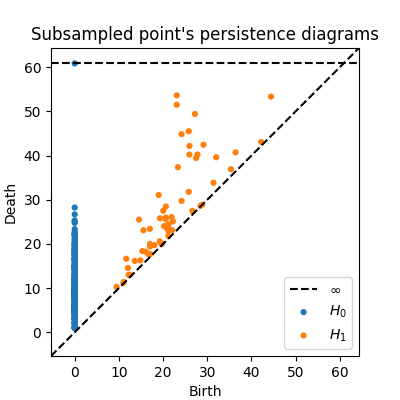 Subsampled point's persistence diagrams
60
50
40
30
20
10
0
Death
0 10 20 30 40 50 60
Birth
∞
H₀
H₁